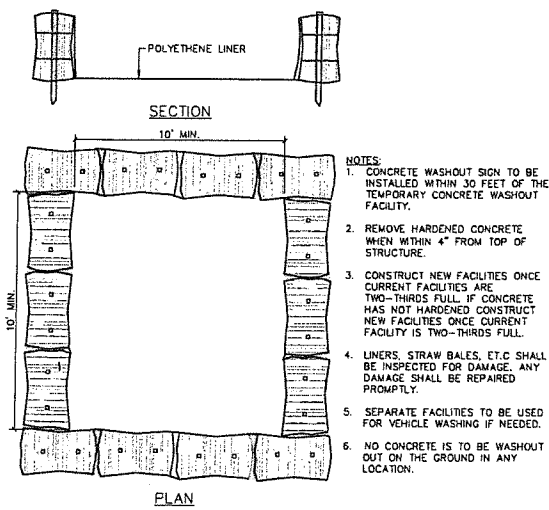 POLYETHENE LINER
SECTION
10' MIN.
10' MIN.
NOTES:
1. CONCRETE WASHOUT SIGN TO BE
INSTALLED WITHIN 30 FEET OF THE
TEMPORARY CONCRETE WASHOUT
FACILITY.
2. REMOVE HARDENED CONCRETE
WHEN WITHIN 4" FROM TOP OF
STRUCTURE.
3. CONSTRUCT NEW FACILITIES ONCE
CURRENT FACILITIES ARE
TWO-THIRDS FULL. IF CONCRETE
HAS NOT HARDENED CONSTRUCT
NEW FACILITIES ONCE CURRENT
FACILITY IS TWO-THIRDS FULL.
4. LINERS, STRAW BALES, ET.C SHALL
BE INSPECTED FOR DAMAGE. ANY
DAMAGE SHALL BE REPAIRED
PROMPTLY.
5. SEPARATE FACILITIES TO BE USED
FOR VEHICLE WASHING IF NEEDED.
6. NO CONCRETE IS TO BE WASHOUT
OUT ON THE GROUND IN ANY
LOCATION.
PLAN